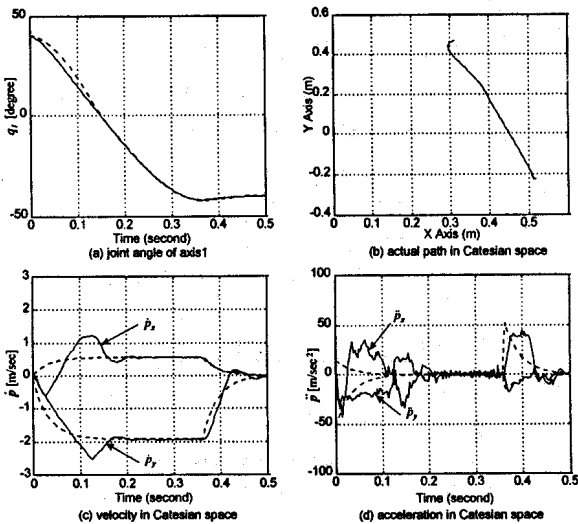 50
0
-50
q1 [degree]
0 0.1 0.2 0.3 0.4 0.5
Time (second)
(a) joint angle of axis1
0.6
0.4
0.2
0
-0.2
-0.4
Y Axis (m)
0 0.1 0.2 0.3 0.4 0.5
X Axis (m)
(b) actual path in Catesian space
3
2
1
0
-1
-2
-3
ṗ [m/sec]
ṗx
ṗy
0 0.1 0.2 0.3 0.4 0.5
Time (second)
(c) velocity in Catesian space
100
50
0
-50
-100
p̈ [m/sec²]
p̈x
p̈y
0 0.1 0.2 0.3 0.4 0.5
Time (second)
(d) acceleration in Catesian space